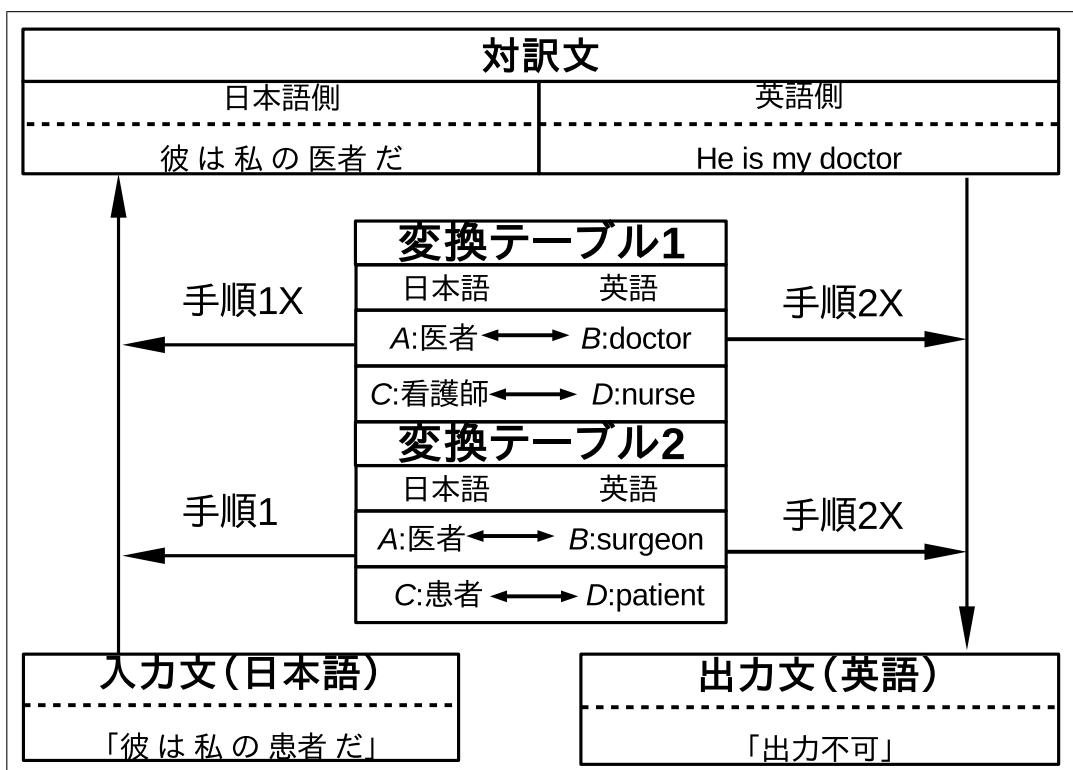 対訳文
日本語側 英語側
彼 は 私 の 医者 だ He is my doctor
変換テーブル1
日本語 英語
手順1X 手順2X
A:医者 B:doctor
C:看護師 D:nurse
変換テーブル2
日本語 英語
手順1 手順2X
A:医者 B:surgeon
C:患者 D:patient
入力文(日本語) 出力文(英語)
「彼 は 私 の 患者 だ」 「出力不可」